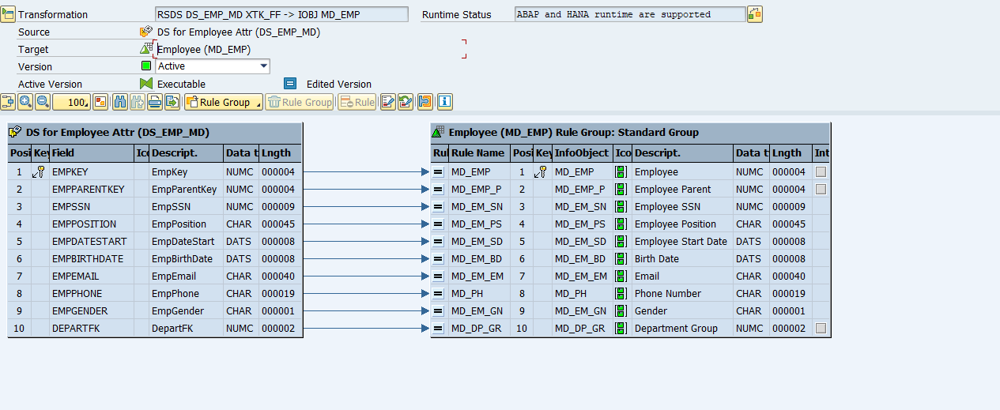 Transformation RSDS DS_EMP_MD XTK_FF -> IOBJ MD_EMP Runtime Status ABAP and HANA runtime are supported
Source DS for Employee Attr (DS_EMP_MD)
Target Employee (MD_EMP)
Version Active
Active Version Executable Edited Version
100 Rule Group Rule Group Rule
DS for Employee Attr (DS_EMP_MD) Employee (MD_EMP) Rule Group: Standard Group
Posi Key Field Ico Descript. Data t Lngth Rul Rule Name Posi Key InfoObject Ico Descript. Data t Lngth Int
1 EMPKEY EmpKey NUMC 000004 MD_EMP 1 MD_EMP Employee NUMC 000004
2 EMPPARENTKEY EmpParentKey NUMC 000004 MD_EMP_P 2 MD_EMP_P Employee Parent NUMC 000004
3 EMPSSN EmpSSN NUMC 000009 MD_EM_SN 3 MD_EM_SN Employee SSN NUMC 000009
4 EMPPOSITION EmpPosition CHAR 000045 MD_EM_PS 4 MD_EM_PS Employee Position CHAR 000045
5 EMPDATESTART EmpDateStart DATS 000008 MD_EM_SD 5 MD_EM_SD Employee Start Date DATS 000008
6 EMPBIRTHDATE EmpBirthDate DATS 000008 MD_EM_BD 6 MD_EM_BD Birth Date DATS 000008
7 EMPEMAIL EmpEmail CHAR 000040 MD_EM_EM 7 MD_EM_EM Email CHAR 000040
8 EMPPHONE EmpPhone CHAR 000019 MD_PH 8 MD_PH Phone Number CHAR 000019
9 EMPGENDER EmpGender CHAR 000001 MD_EM_GN 9 MD_EM_GN Gender CHAR 000001
10 DEPARTFK DepartFK NUMC 000002 MD_DP_GR 10 MD_DP_GR Department Group NUMC 000002